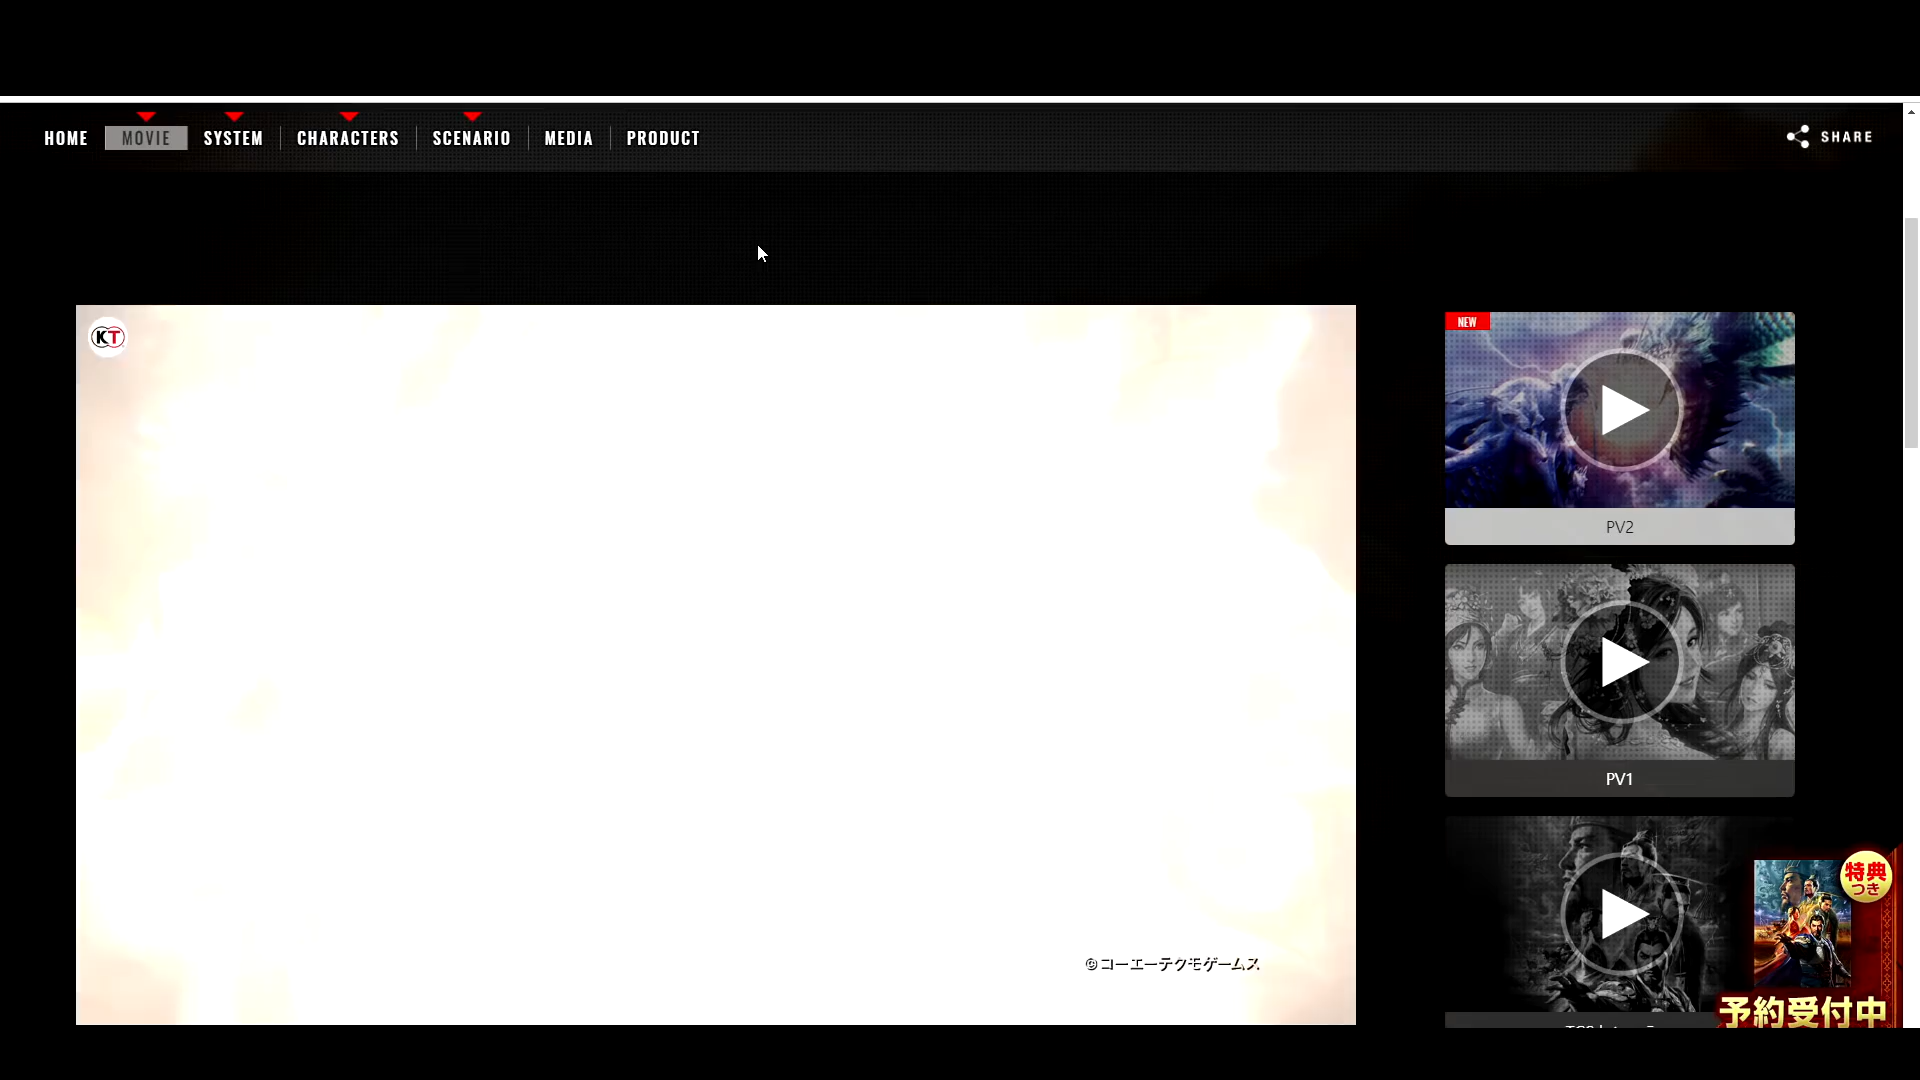 HOME
MOVIE
SYSTEM
CHARACTERS
SCENARIO
MEDIA
PRODUCT
SHARE
KT
©コーエーテクモゲームス
NEW
PV2
PV1
特典
つき
予約受付中